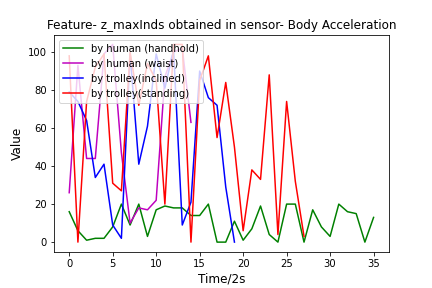 Feature- z_maxInds obtained in sensor- Body Acceleration
by human (handhold)
by human (waist)
by trolley(inclined)
by trolley(standing)
Value
100
80
60
40
20
0
0 5 10 15 20 25 30 35
Time/2s